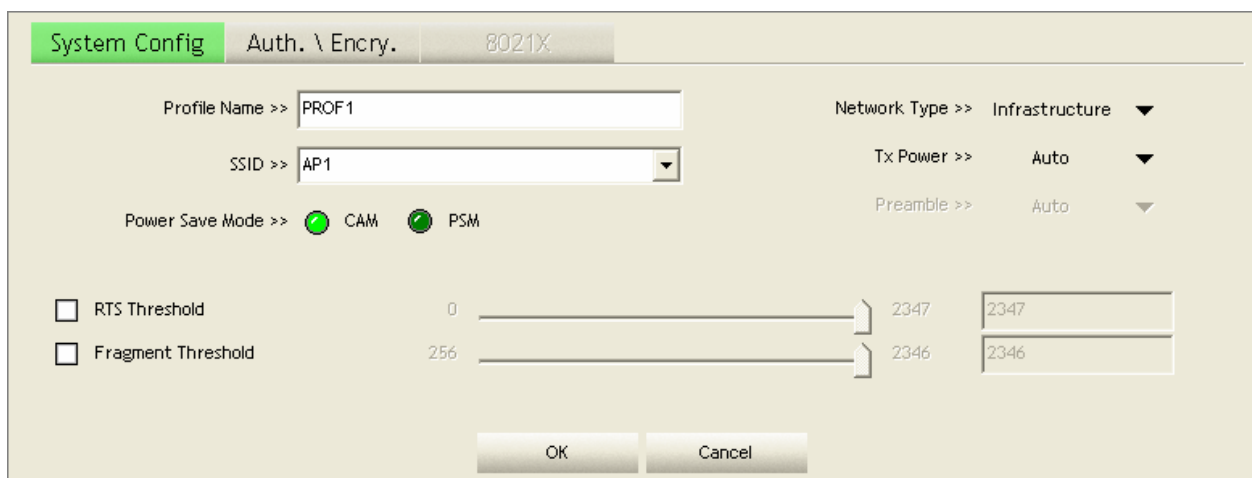 System Config Auth. \ Encry. 8021X
Profile Name >> PROF1 Network Type >> Infrastructure
SSID >> AP1 Tx Power >> Auto
Power Save Mode >> CAM PSM Preamble >> Auto
RTS Threshold 0 2347 2347
Fragment Threshold 256 2346 2346
OK Cancel